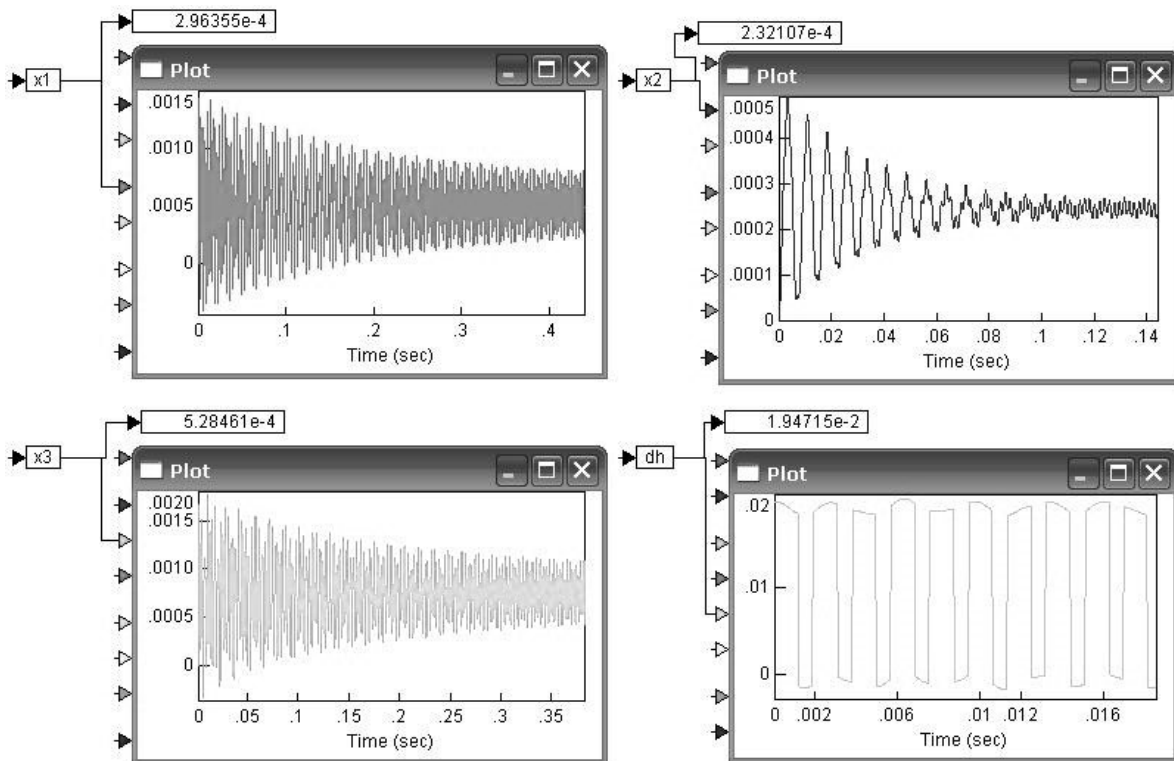 2.96355e-4
x1
Plot
.0015
.0010
.0005
0
0 .1 .2 .3 .4
Time (sec)
2.32107e-4
x2
Plot
.0005
.0004
.0003
.0002
.0001
0
0 .02 .04 .06 .08 .1 .12 .14
Time (sec)
5.28461e-4
x3
Plot
.0020
.0015
.0010
.0005
0
0 .05 .1 .15 .2 .25 .3 .35
Time (sec)
1.94715e-2
dh
Plot
.02
.01
0
0 .002 .006 .01 .012 .016
Time (sec)